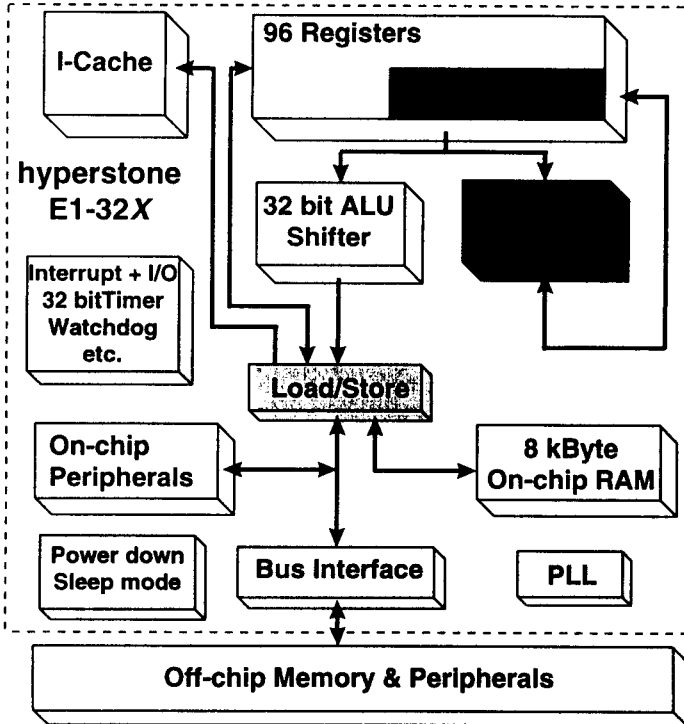 96 Registers
I-Cache
hyperstone
E1-32X
32 bit ALU
Shifter
Interrupt + I/O
32 bitTimer
Watchdog
etc.
Load/Store
On-chip
Peripherals
8 kByte
On-chip RAM
Power down
Sleep mode
Bus Interface
PLL
Off-chip Memory & Peripherals